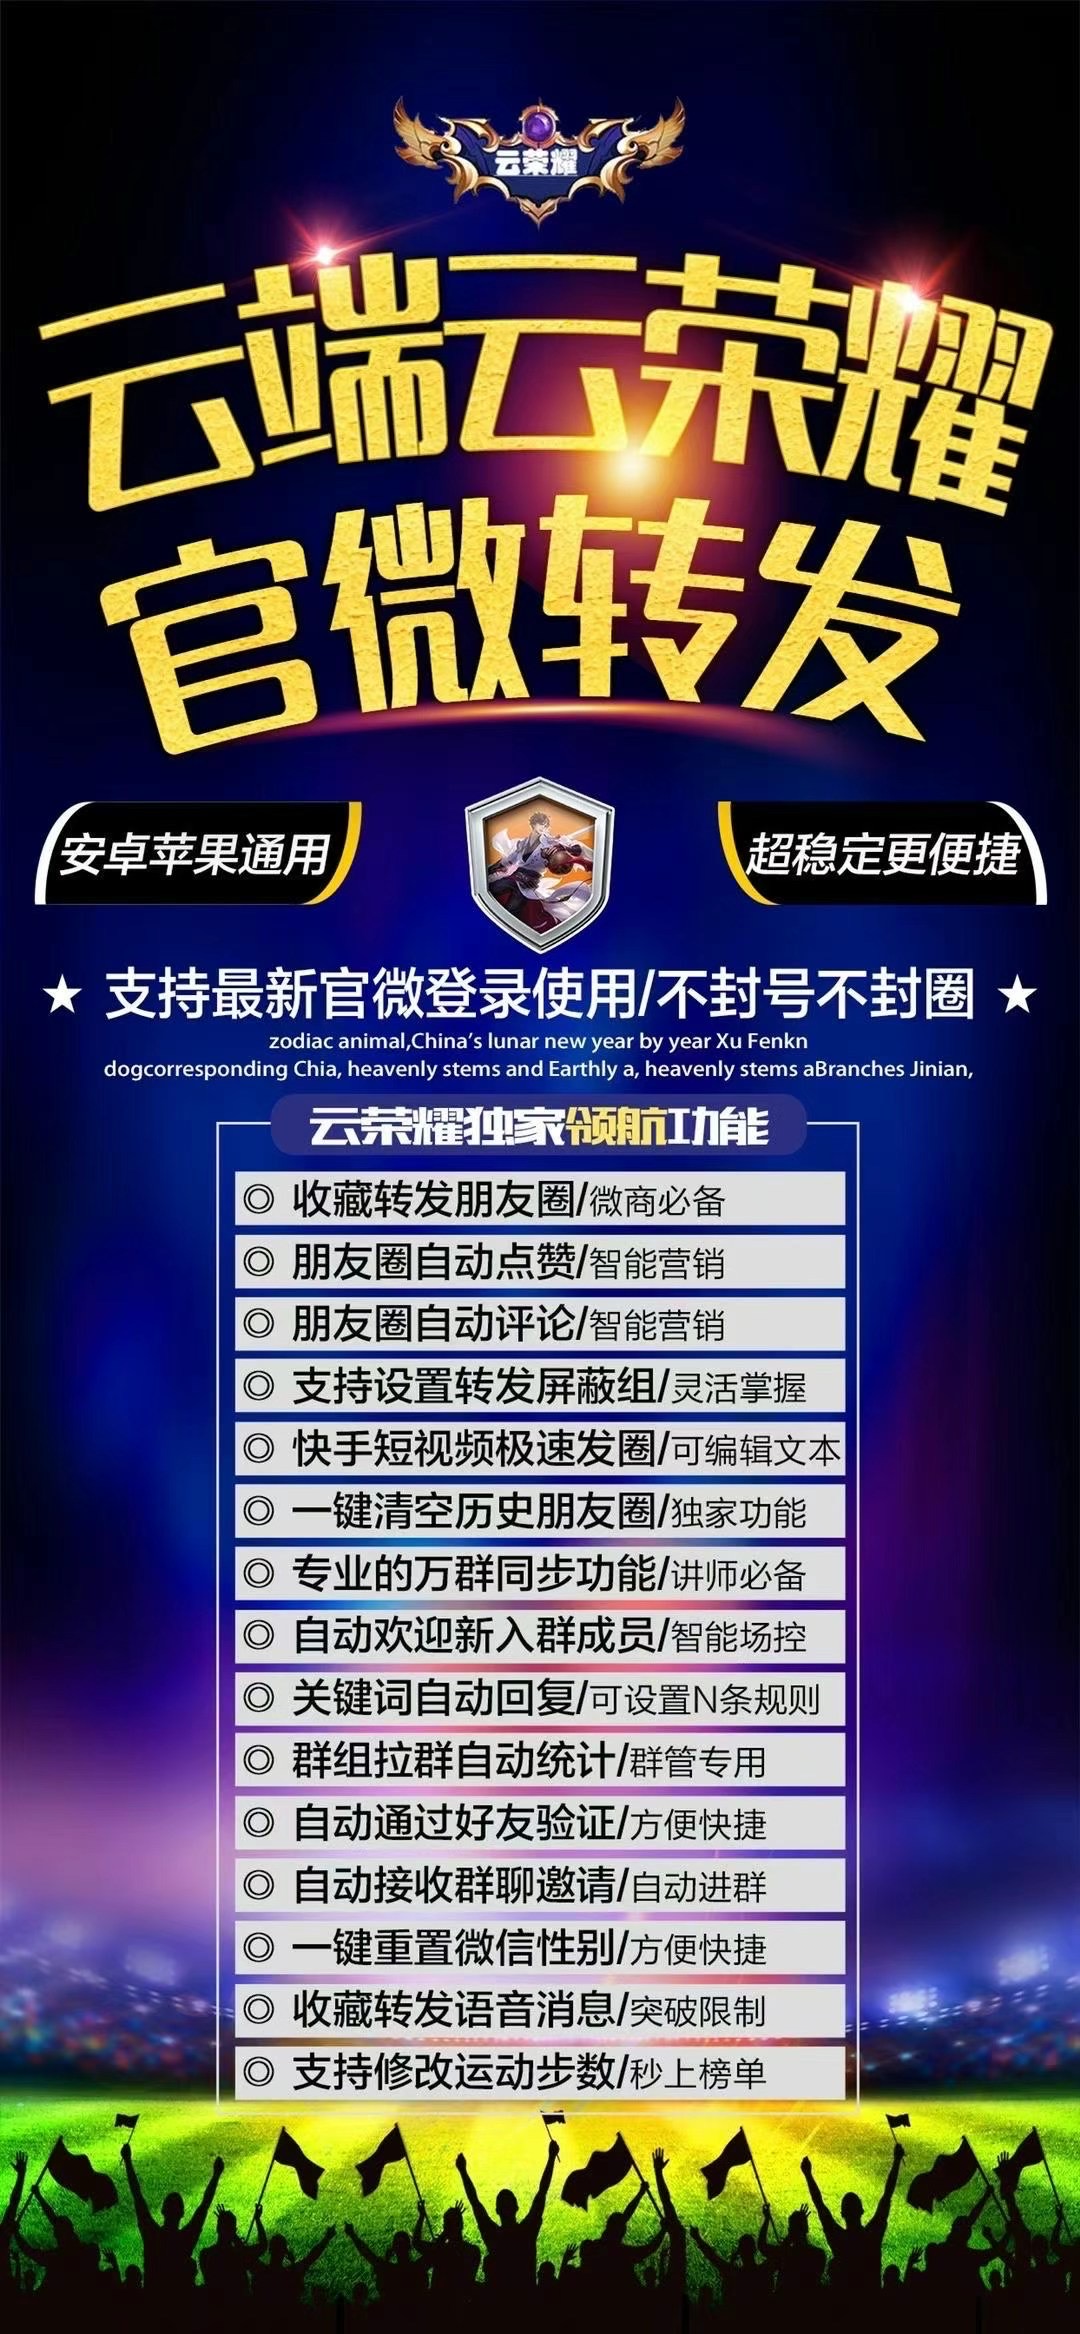 云荣耀
云端云荣耀
官微转发
安卓苹果通用
超稳定更便捷
★ 支持最新官微登录使用/不封号不封圈 ★
zodiac animal,China's lunar new year by year Xu Fenkn
dogcorresponding Chia, heavenly stems and Earthly a, heavenly stems aBranches Jinian,
云荣耀独家领航功能
◎ 收藏转发朋友圈/微商必备
◎ 朋友圈自动点赞/智能营销
◎ 朋友圈自动评论/智能营销
◎ 支持设置转发屏蔽组/灵活掌握
◎ 快手短视频极速发圈/可编辑文本
◎ 一键清空历史朋友圈/独家功能
◎ 专业的万群同步功能/讲师必备
◎ 自动欢迎新入群成员/智能场控
◎ 关键词自动回复/可设置N条规则
◎ 群组拉群自动统计/群管专用
◎ 自动通过好友验证/方便快捷
◎ 自动接收群聊邀请/自动进群
◎ 一键重置微信性别/方便快捷
◎ 收藏转发语音消息/突破限制
◎ 支持修改运动步数/秒上榜单